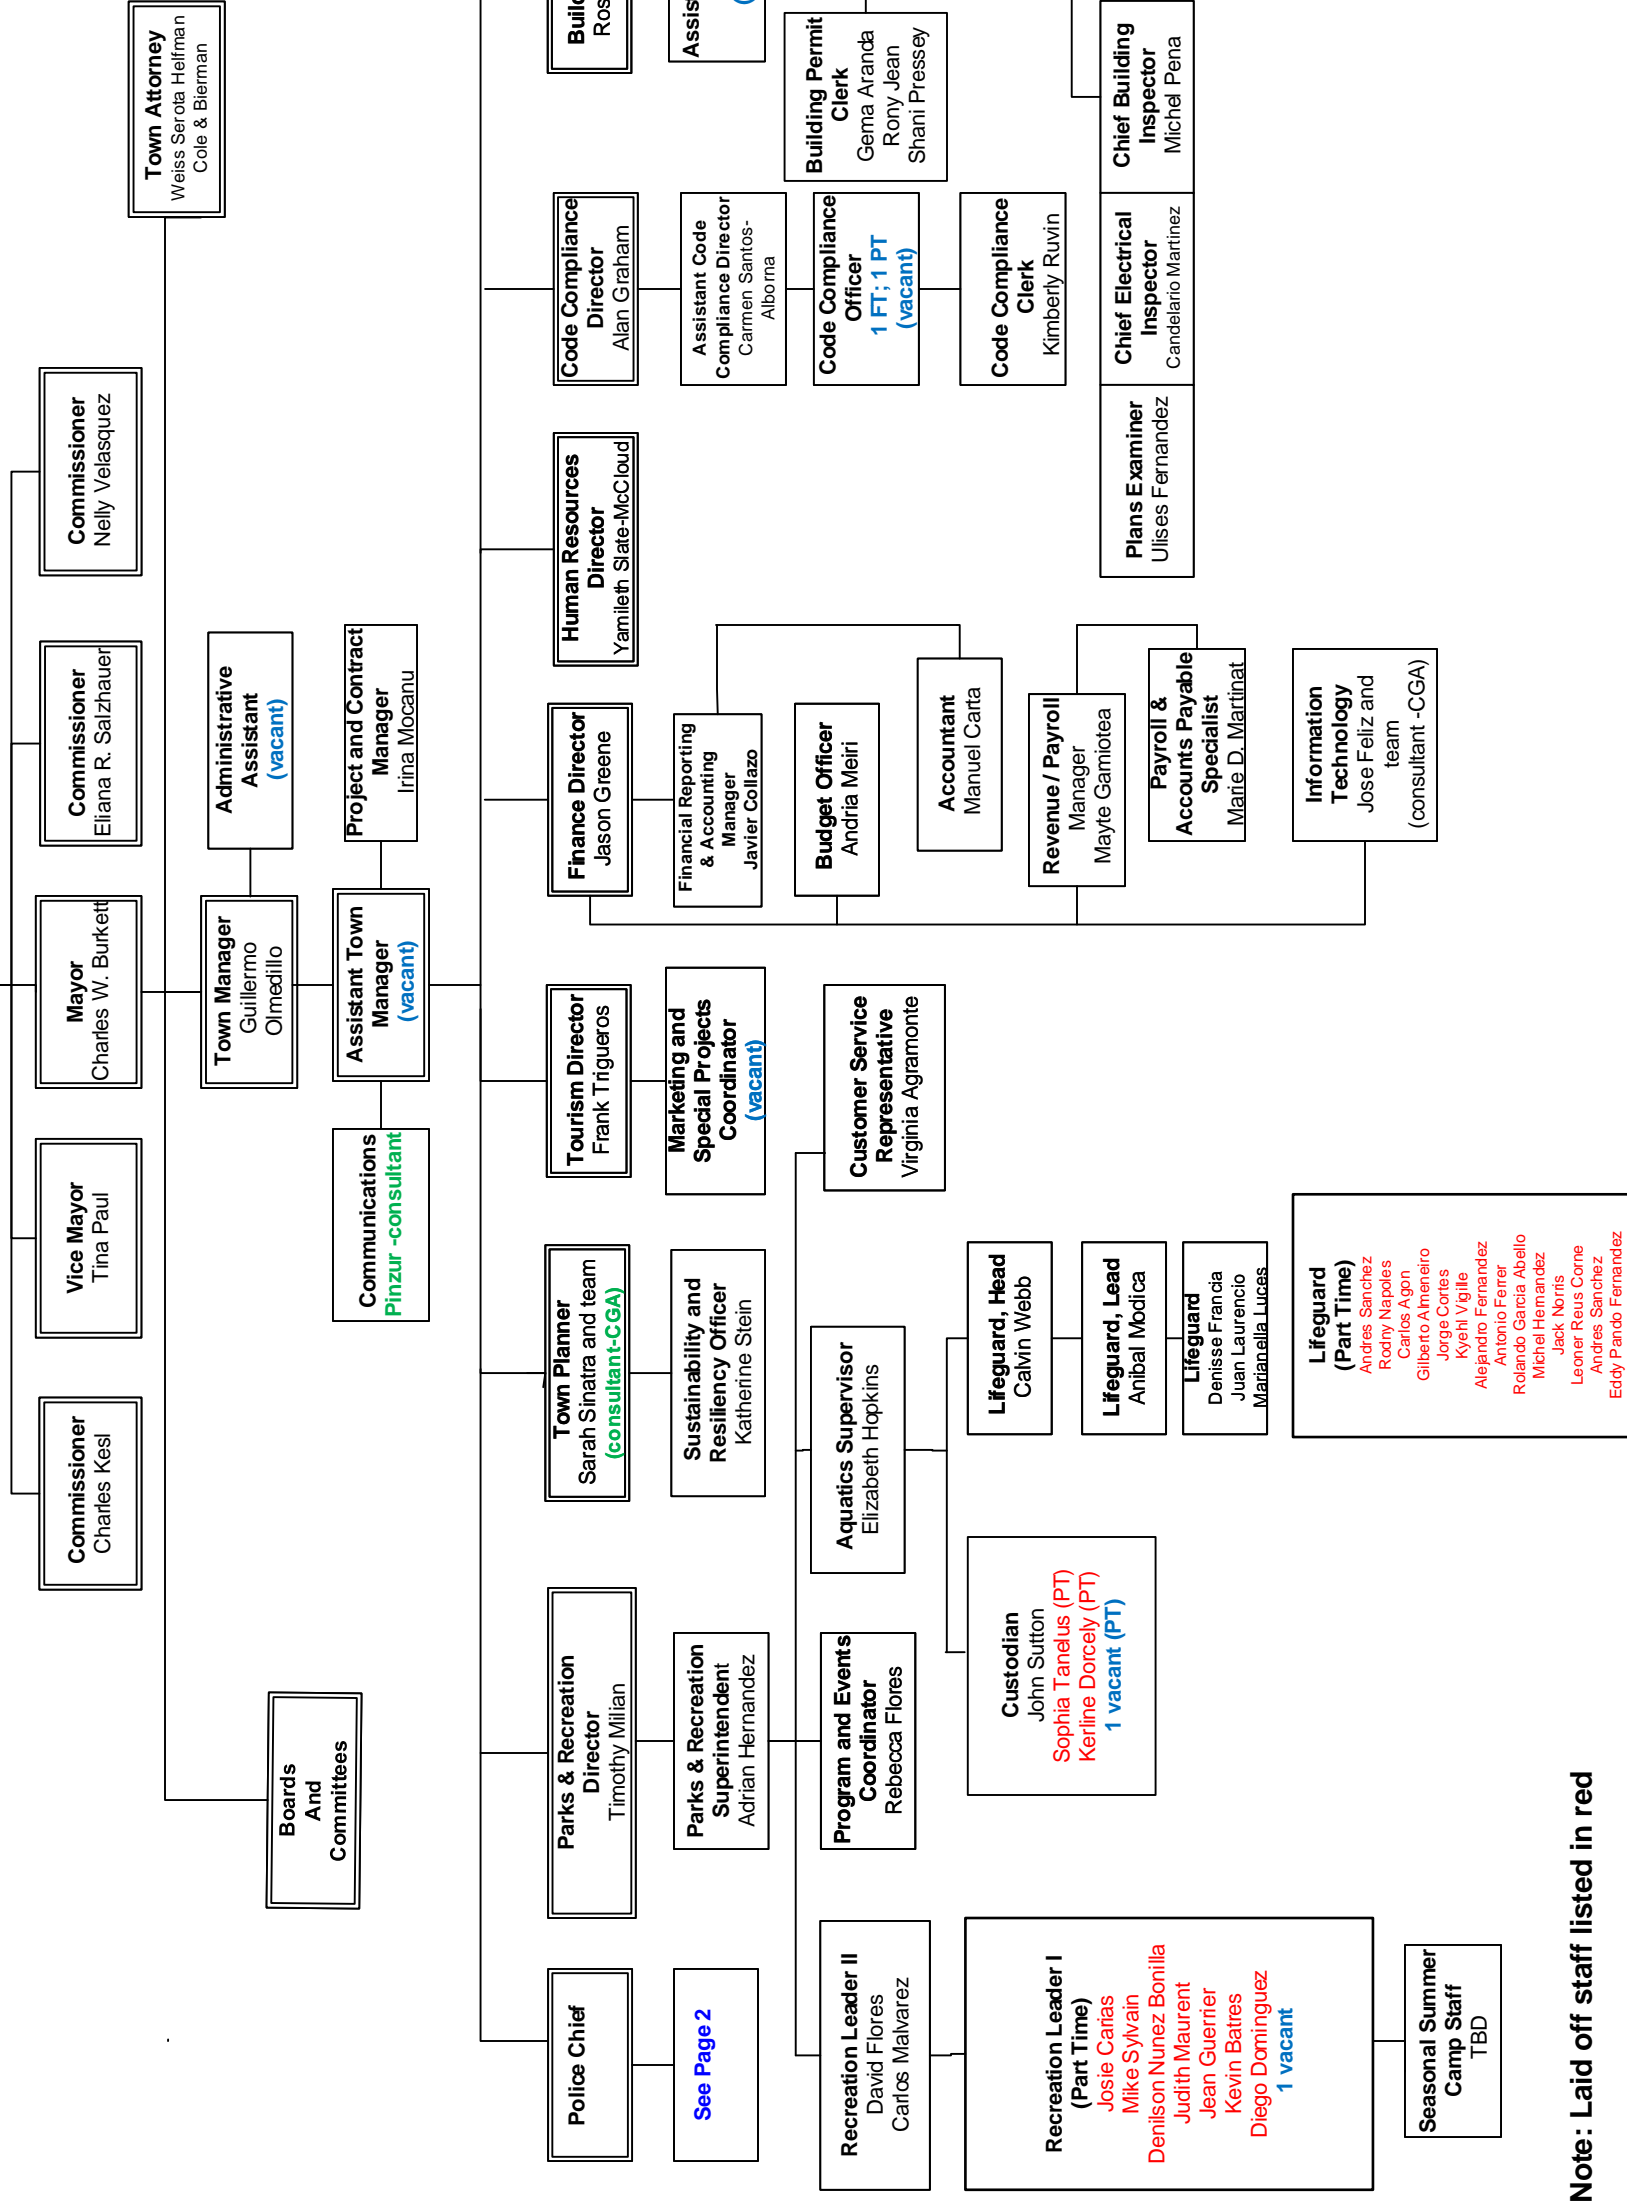 Commissioner
Charles Kesl
Vice Mayor
Tina Paul
Mayor
Charles W. Burkett
Commissioner
Eliana R. Salzhauer
Commissioner
Nelly Velasquez
Town Attorney
Weiss Serota Helfman
Cole & Bierman
Boards
And
Committees
Town Manager
Guillermo
Olmedillo
Administrative
Assistant
(vacant)
Communications
Pinzur -consultant
Assistant Town
Manager
(vacant)
Project and Contract
Manager
Irina Mocanu
Police Chief
See Page 2
Parks & Recreation
Director
Timothy Milian
Parks & Recreation
Superintendent
Adrian Hernandez
Town Planner
Sarah Sinatra and team
(consultant-CGA)
Sustainability and
Resiliency Officer
Katherine Stein
Tourism Director
Frank Trigueros
Marketing and
Special Projects
Coordinator
(vacant)
Finance Director
Jason Greene
Financial Reporting
& Accounting
Manager
Javier Collazo
Budget Officer
Andria Meiri
Accountant
Manuel Carta
Revenue / Payroll
Manager
Mayte Gamiotea
Payroll &
Accounts Payable
Specialist
Marie D. Martinat
Information
Technology
Jose Feliz and
team
(consultant -CGA)
Human Resources
Director
Yamileth Slate-McCloud
Code Compliance
Director
Alan Graham
Assistant Code
Compliance Director
Carmen Santos-
Alborna
Code Compliance
Officer
1 FT; 1 PT
(vacant)
Code Compliance
Clerk
Kimberly Ruvin
Building Permit
Clerk
Gema Aranda
Rony Jean
Shani Pressey
Plans Examiner
Ulises Fernandez
Chief Electrical
Inspector
Candelario Martinez
Chief Building
Inspector
Michel Pena
Recreation Leader II
David Flores
Carlos Malvarez
Program and Events
Coordinator
Rebecca Flores
Aquatics Supervisor
Elizabeth Hopkins
Customer Service
Representative
Virginia Agramonte
Recreation Leader I
(Part Time)
Josie Carias
Mike Sylvain
Denilson Nunez Bonilla
Judith Maurent
Jean Guerrier
Kevin Batres
Diego Dominguez
1 vacant
Seasonal Summer
Camp Staff
TBD
Custodian
John Sutton
Sophia Tanelus (PT)
Kerline Dorcely (PT)
1 vacant (PT)
Lifeguard, Head
Calvin Webb
Lifeguard, Lead
Anibal Modica
Lifeguard
Denisse Francia
Juan Laurencio
Marianella Luces
Lifeguard
(Part Time)
Andres Sanchez
Rodny Napoles
Carlos Agon
Gilberto Almeneiro
Jorge Cortes
Kyehl Vigille
Alejandro Fernandez
Antonio Ferrer
Rolando Garcia Abello
Michel Hernandez
Jack Norris
Leoner Reus Corne
Andres Sanchez
Eddy Pando Fernandez
Note: Laid off staff listed in red